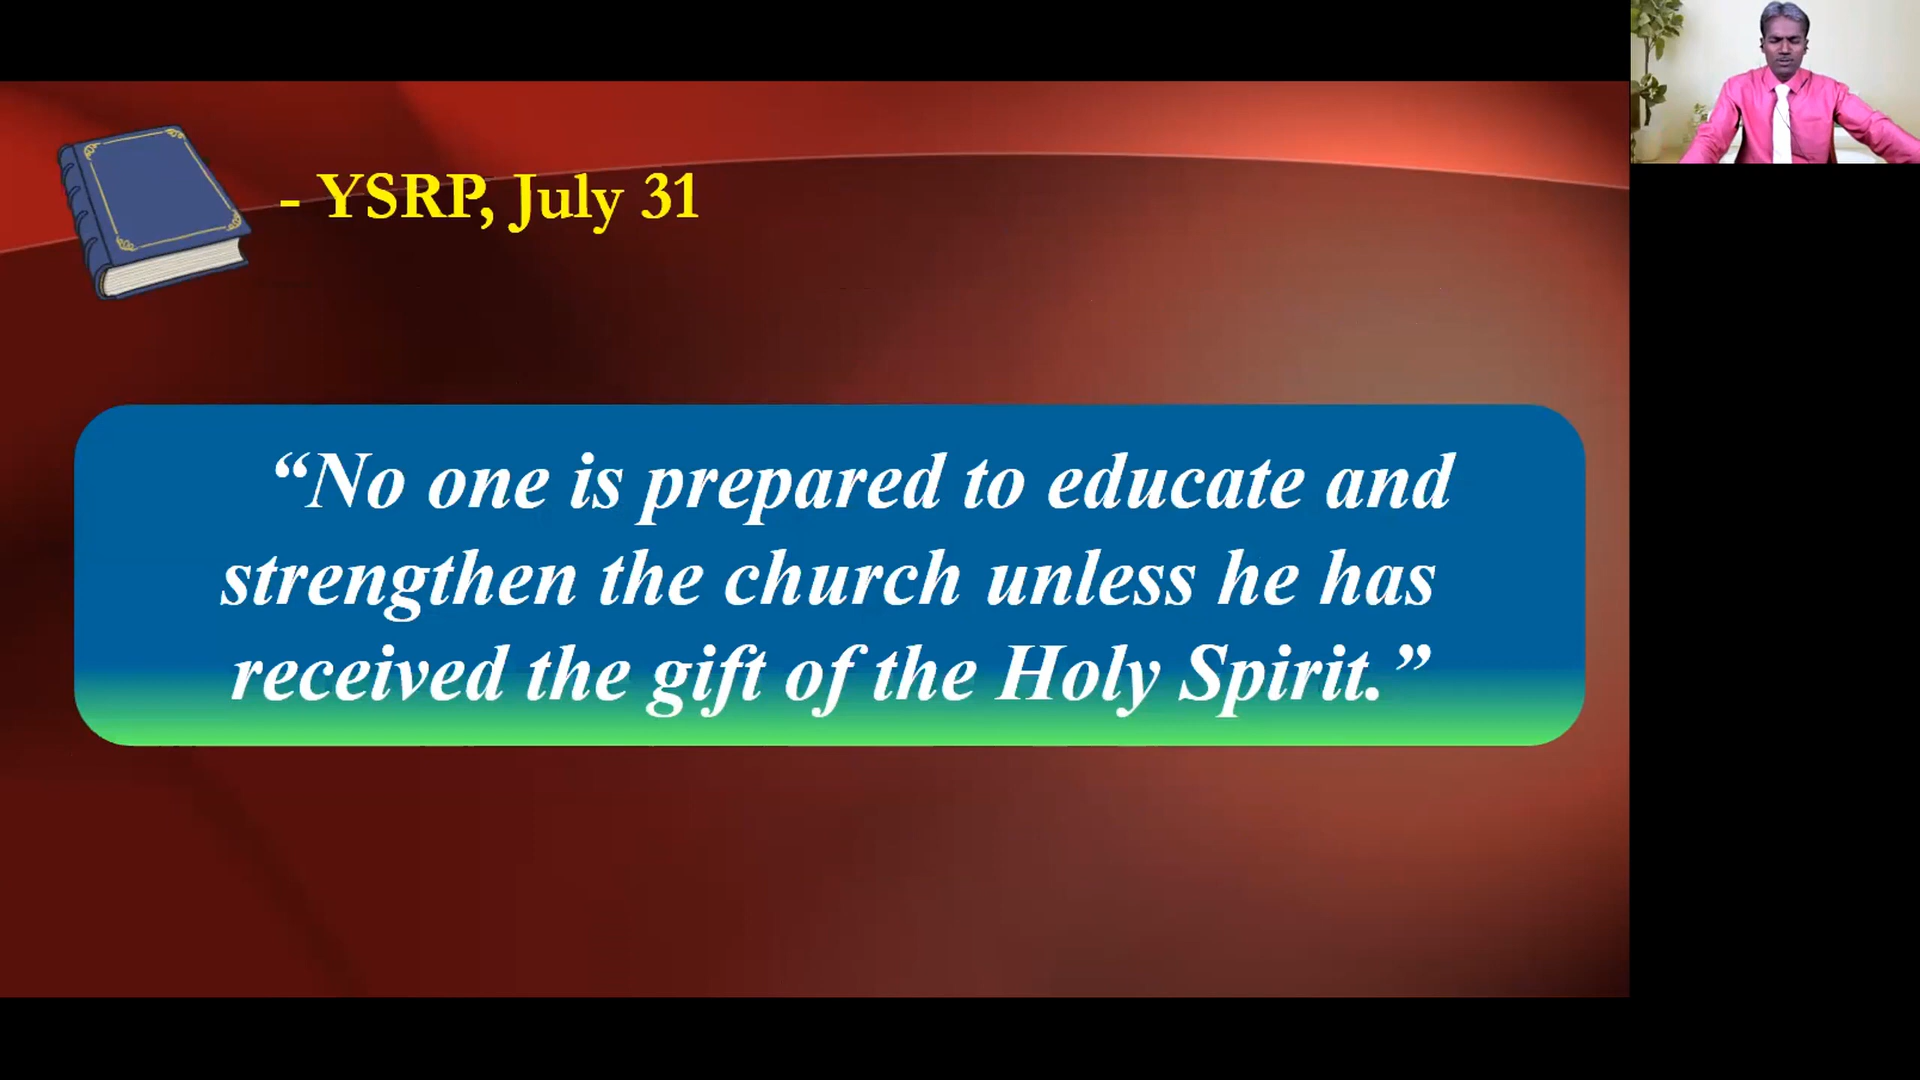 - YSRP, July 31
“No one is prepared to educate and
strengthen the church unless he has
received the gift of the Holy Spirit.”